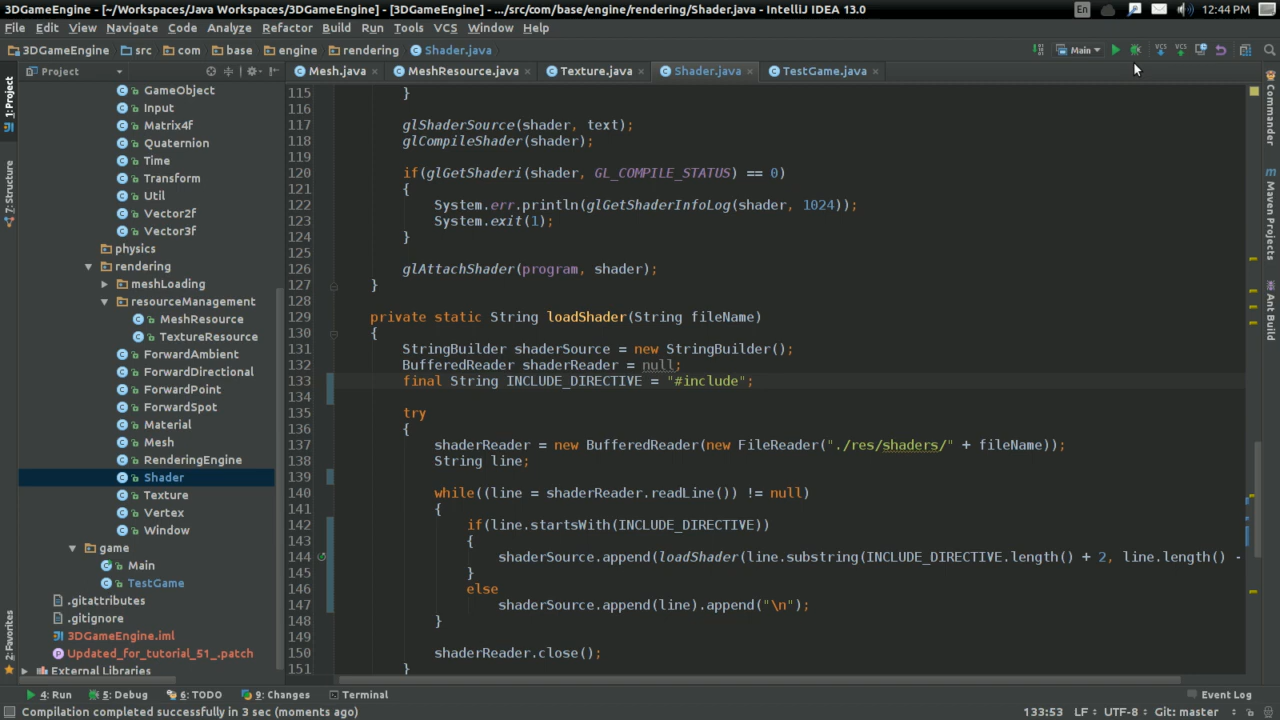 3DGameEngine [~/Workspaces/Java Workspaces/3DGameEngine] - [3DGameEngine] - .../src/com/base/engine/rendering/Shader.java - IntelliJ IDEA 13.0
En
12:44 PM
File Edit View Navigate Code Analyze Refactor Build Run Tools VCS Window Help
3DGameEngine src com base engine rendering Shader.java
Main
VCS VCS
Project
Mesh.java MeshResource.java Texture.java Shader.java TestGame.java
1: Project
7: Structure
2: Favorites
GameObject
Input
Matrix4f
Quaternion
Time
Transform
Util
Vector2f
Vector3f
physics
rendering
meshLoading
resourceManagement
MeshResource
TextureResource
ForwardAmbient
ForwardDirectional
ForwardPoint
ForwardSpot
Material
Mesh
RenderingEngine
Shader
Texture
Vertex
Window
game
Main
TestGame
.gitattributes
.gitignore
3DGameEngine.iml
Updated_for_tutorial_51_.patch
External Libraries
115 }
116
117 glShaderSource(shader, text);
118 glCompileShader(shader);
119
120 if(glGetShaderi(shader, GL_COMPILE_STATUS) == 0)
121 {
122 System.err.println(glGetShaderInfoLog(shader, 1024));
123 System.exit(1);
124 }
125
126 glAttachShader(program, shader);
127 }
128
129 private static String loadShader(String fileName)
130 {
131 StringBuilder shaderSource = new StringBuilder();
132 BufferedReader shaderReader = null;
133 final String INCLUDE_DIRECTIVE = "#include";
134
135 try
136 {
137 shaderReader = new BufferedReader(new FileReader("./res/shaders/" + fileName));
138 String line;
139
140 while((line = shaderReader.readLine()) != null)
141 {
142 if(line.startsWith(INCLUDE_DIRECTIVE))
143 {
144 shaderSource.append(loadShader(line.substring(INCLUDE_DIRECTIVE.length() + 2, line.length() -
145 }
146 else
147 shaderSource.append(line).append("\n");
148 }
149
150 shaderReader.close();
151 }
Commander
Maven Projects
Ant Build
4: Run 5: Debug 6: TODO 9: Changes Terminal Event Log
Compilation completed successfully in 3 sec (moments ago) 133:53 LF UTF-8 Git: master